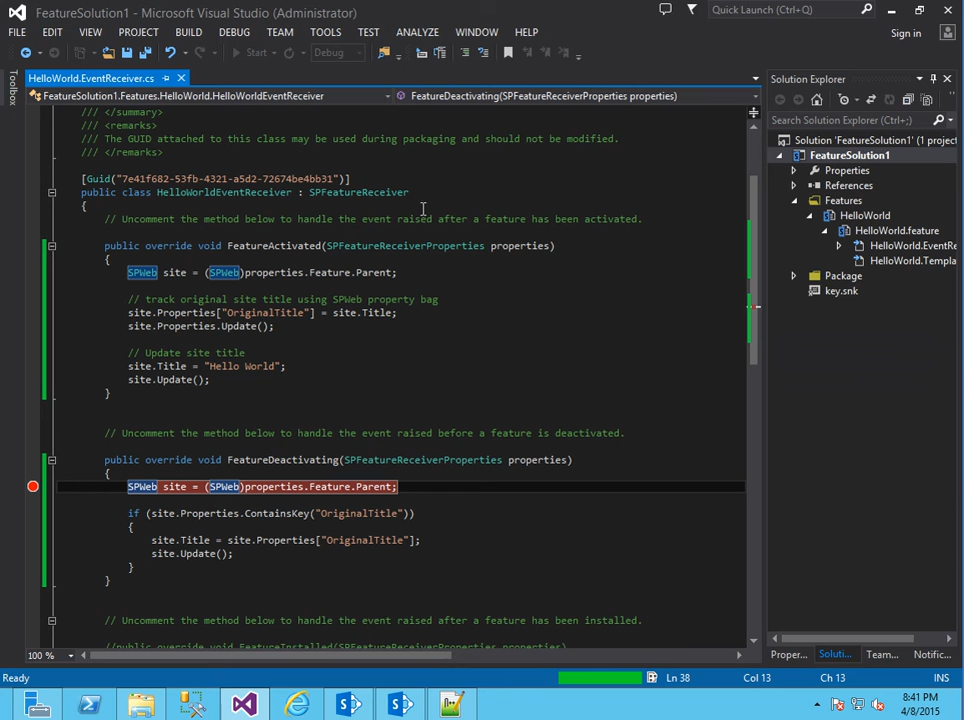 FeatureSolution1 - Microsoft Visual Studio (Administrator)
Quick Launch (Ctrl+Q)
FILE EDIT VIEW PROJECT BUILD DEBUG TEAM TOOLS TEST ANALYZE WINDOW HELP
Sign in
Start Debug
Toolbox
HelloWorld.EventReceiver.cs
FeatureSolution1.Features.HelloWorld.HelloWorldEventReceiver
FeatureDeactivating(SPFeatureReceiverProperties properties)
/// </summary>
/// <remarks>
/// The GUID attached to this class may be used during packaging and should not be modified.
/// </remarks>
[Guid("7e41f682-53fb-4321-a5d2-72674be4bb31")]
public class HelloWorldEventReceiver : SPFeatureReceiver
{
// Uncomment the method below to handle the event raised after a feature has been activated.
public override void FeatureActivated(SPFeatureReceiverProperties properties)
{
SPWeb site = (SPWeb)properties.Feature.Parent;
// track original site title using SPWeb property bag
site.Properties["OriginalTitle"] = site.Title;
site.Properties.Update();
// Update site title
site.Title = "Hello World";
site.Update();
}
// Uncomment the method below to handle the event raised before a feature is deactivated.
public override void FeatureDeactivating(SPFeatureReceiverProperties properties)
{
SPWeb site = (SPWeb)properties.Feature.Parent;
if (site.Properties.ContainsKey("OriginalTitle"))
{
site.Title = site.Properties["OriginalTitle"];
site.Update();
}
}
// Uncomment the method below to handle the event raised after a feature has been installed.
//public override void FeatureInstalled(SPFeatureReceiverProperties properties)
100 %
Solution Explorer
Search Solution Explorer (Ctrl+;)
Solution 'FeatureSolution1' (1 project
FeatureSolution1
Properties
References
Features
HelloWorld
HelloWorld.feature
HelloWorld.EventRe
HelloWorld.Templa
Package
key.snk
Proper... Soluti... Team... Notific...
Ready
Ln 38 Col 13 Ch 13 INS
8:41 PM
4/8/2015